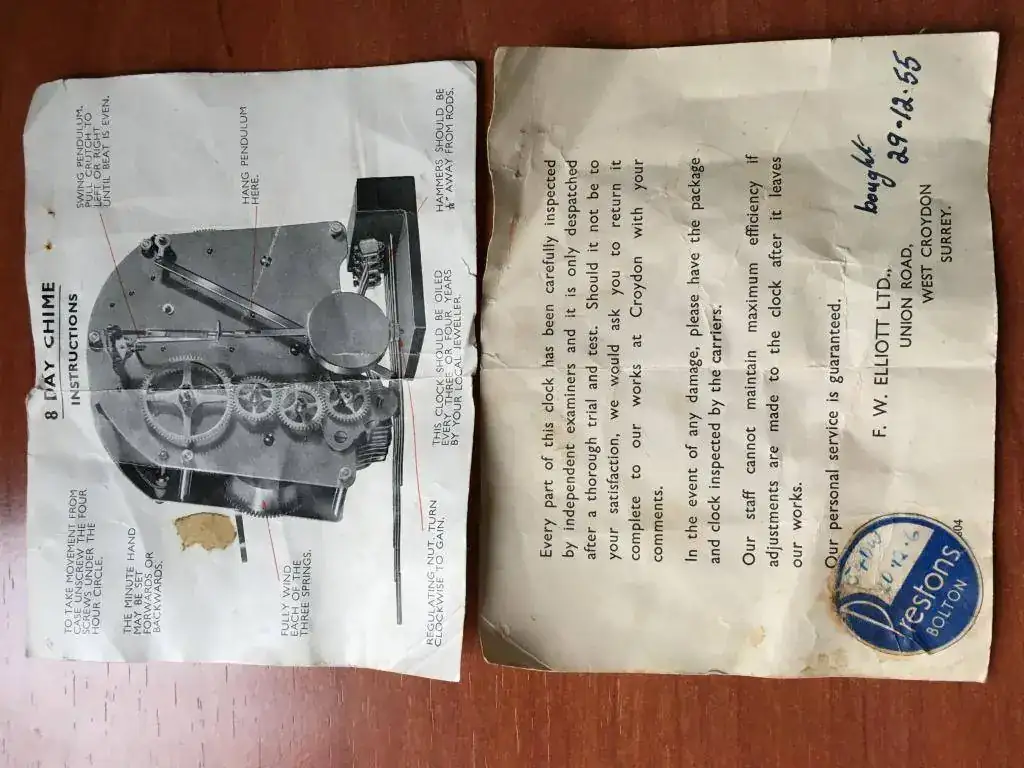 8 DAY CHIME
INSTRUCTIONS
TO TAKE MOVEMENT FROM
CASE UNSCREW THE FOUR
SCREWS UNDER THE
HOUR CIRCLE.
THE MINUTE HAND
MAY BE SET
FORWARDS OR
BACKWARDS.
SWING PENDULUM.
PULL CRUTCH TO
LEFT OR RIGHT
UNTIL BEAT IS EVEN.
HANG PENDULUM
HERE.
FULLY WIND
EACH OF THE
THREE SPRINGS.
REGULATING NUT. TURN
CLOCKWISE TO GAIN.
THIS CLOCK SHOULD BE OILED
EVERY THREE OR FOUR YEARS
BY YOUR LOCAL JEWELLER.
HAMMERS SHOULD BE
AWAY FROM RODS.
Every part of this clock has been carefully inspected
by independent examiners and it is only despatched
after a thorough trial and test. Should it not be to
your satisfaction, we would ask you to return it
complete to our works at Croydon with your
comments.
In the event of any damage, please have the package
and clock inspected by the carriers.
Our staff cannot maintain maximum efficiency if
adjustments are made to the clock after it leaves
our works.
Our personal service is guaranteed.
F. W. ELLIOTT LTD.,
UNION ROAD,
WEST CROYDON
SURREY.
bought
29-12-55
Prestons
BOLTON
604